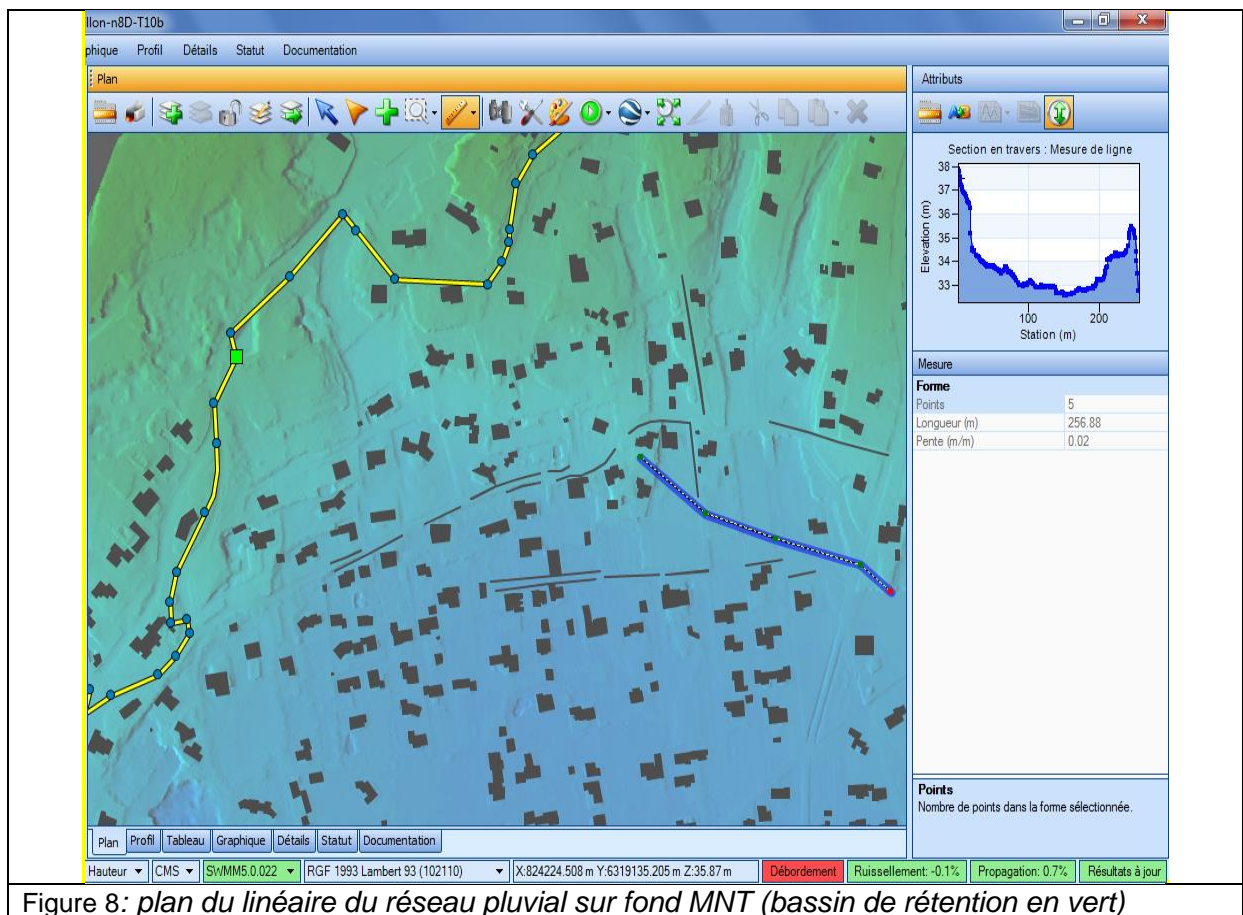 llon-n8D-T10b
phique Profil Détails Statut Documentation
Plan
Attributs
Section en travers : Mesure de ligne
38
37
36
35
34
33
Elevation (m)
100 200
Station (m)
Mesure
Forme
Points 5
Longueur (m) 256.88
Pente (m/m) 0.02
Points
Nombre de points dans la forme sélectionnée.
Plan Profil Tableau Graphique Détails Statut Documentation
Hauteur CMS SWMM5.0.022 RGF 1993 Lambert 93 (102110) X:824224.508 m Y:6319135.205 m Z:35.87 m Débordement Ruissellement: -0.1% Propagation: 0.7% Résultats à jour
Figure 8: plan du linéaire du réseau pluvial sur fond MNT (bassin de rétention en vert)